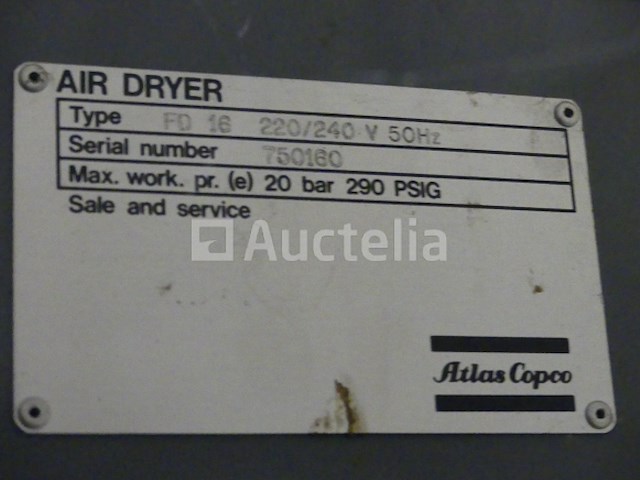 AIR DRYER
Type FD 16 220/240 V 50Hz
Serial number 750160
Max. work. pr. (e) 20 bar 290 PSIG
Sale and service
Auctelia
Atlas Copco